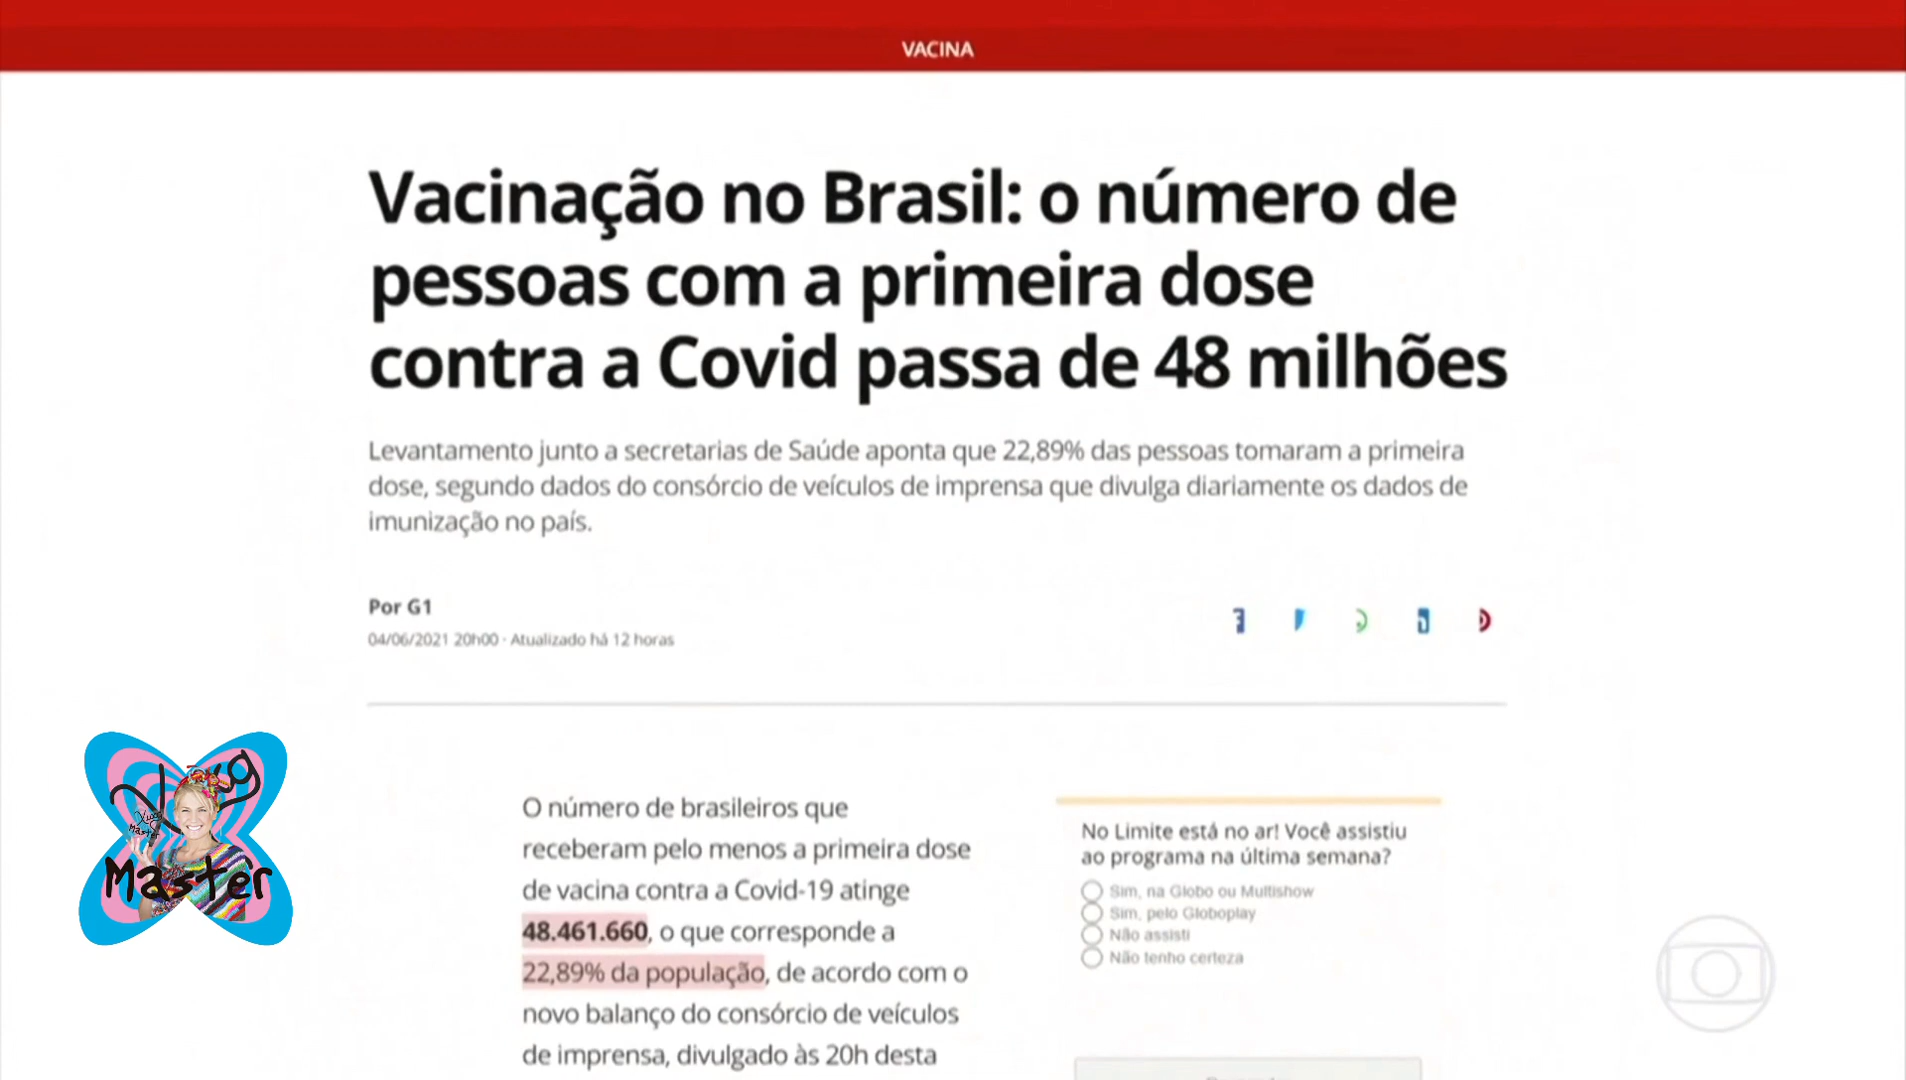 VACINA
Vacinação no Brasil: o número de
pessoas com a primeira dose
contra a Covid passa de 48 milhões
Levantamento junto a secretarias de Saúde aponta que 22,89% das pessoas tomaram a primeira
dose, segundo dados do consórcio de veículos de imprensa que divulga diariamente os dados de
imunização no país.
Por G1
04/06/2021 20h00 · Atualizado há 12 horas
O número de brasileiros que
receberam pelo menos a primeira dose
de vacina contra a Covid-19 atinge
48.461.660, o que corresponde a
22,89% da população, de acordo com o
novo balanço do consórcio de veículos
de imprensa, divulgado às 20h desta
No Limite está no ar! Você assistiu
ao programa na última semana?
Sim, na Globo ou Multishow
Sim, pelo Globoplay
Não assisti
Não tenho certeza
Master